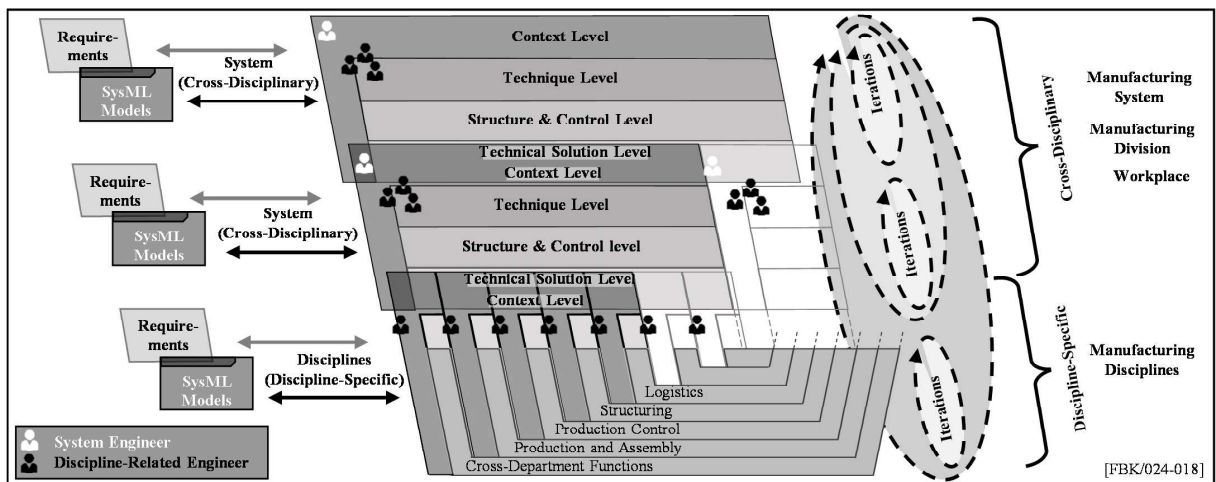 Require-
ments
SysML
Models
System
(Cross-Disciplinary)
Context Level
Technique Level
Structure & Control Level
Technical Solution Level
Context Level
Require-
ments
SysML
Models
System
(Cross-Disciplinary)
Technique Level
Structure & Control level
Technical Solution Level
Context Level
Require-
ments
SysML
Models
Disciplines
(Discipline-Specific)
Logistics
Structuring
Production Control
Production and Assembly
Cross-Department Functions
Iterations
Iterations
Iterations
Cross-Disciplinary
Manufacturing
System
Manufacturing
Division
Workplace
Discipline-Specific
Manufacturing
Disciplines
System Engineer
Discipline-Related Engineer
[FBK/024-018]